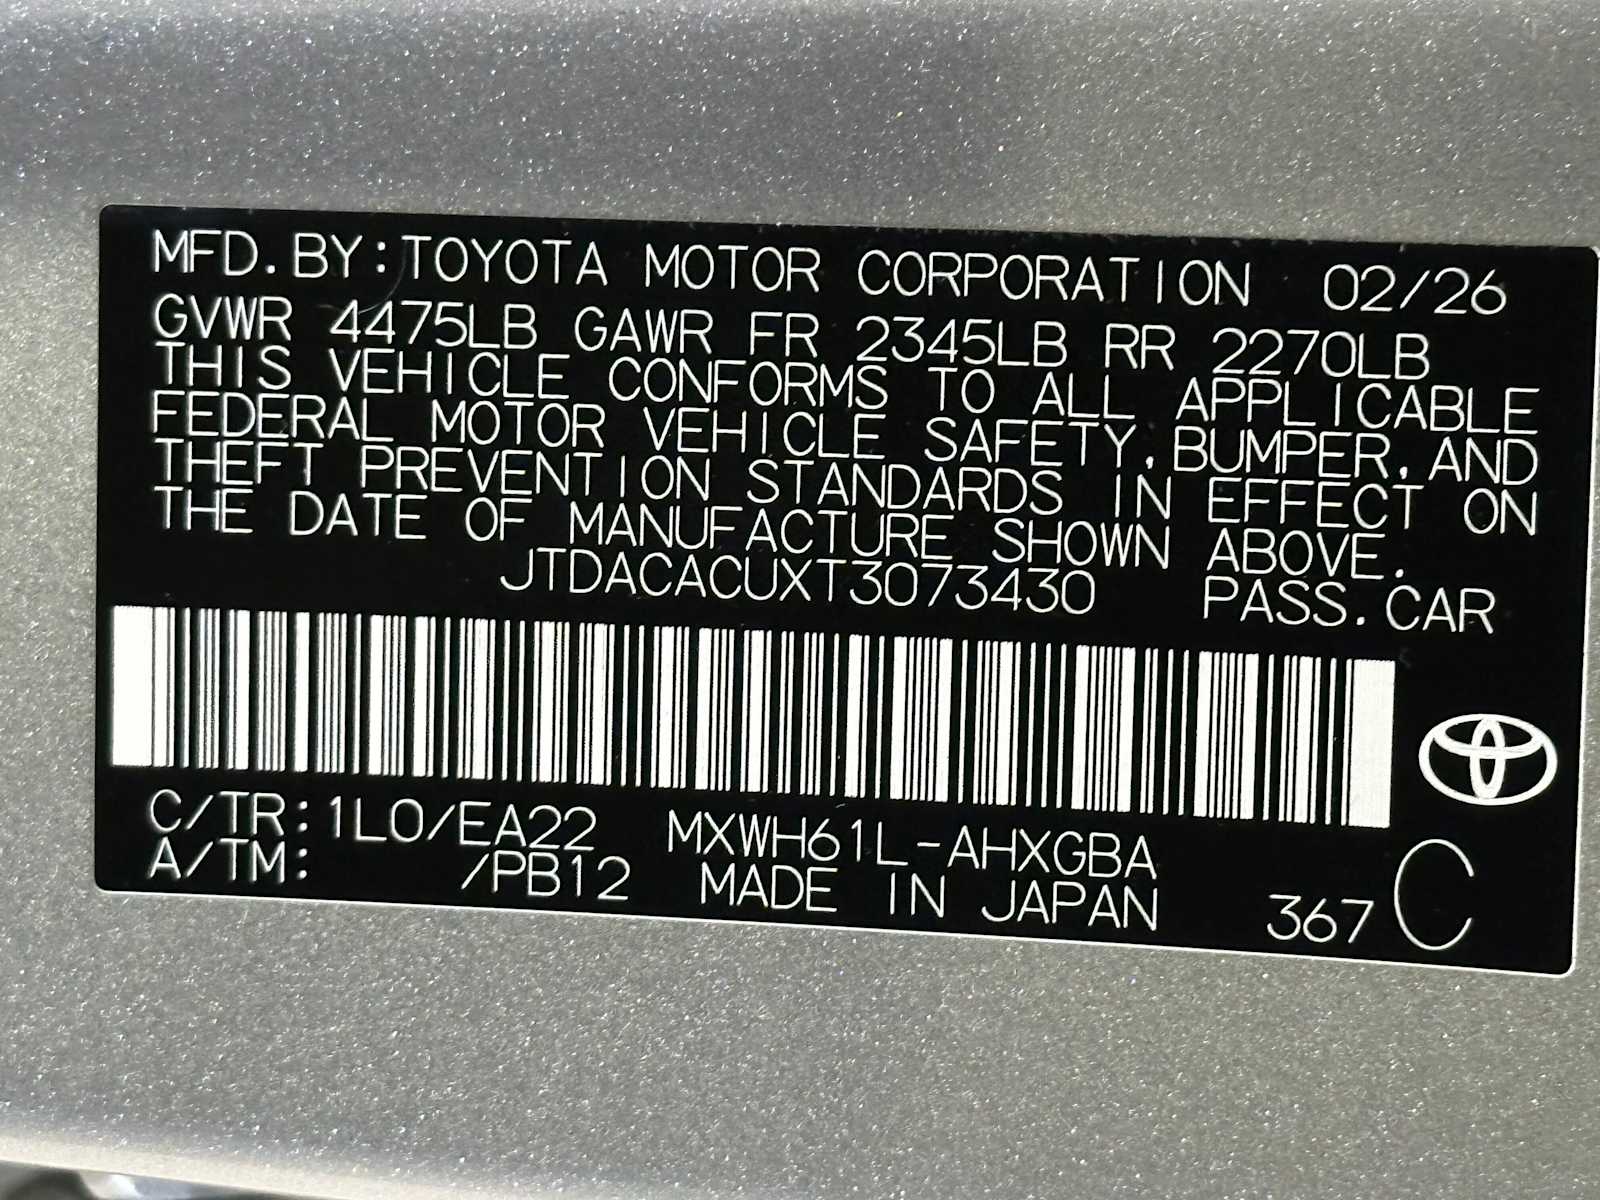 MFD.BY:TOYOTA MOTOR CORPORATION 02/26
GVWR 4475LB GAWR FR 2345LB RR 2270LB
THIS VEHICLE CONFORMS TO ALL APPLICABLE
FEDERAL MOTOR VEHICLE SAFETY,BUMPER,AND
THEFT PREVENTION STANDARDS IN EFFECT ON
THE DATE OF MANUFACTURE SHOWN ABOVE.
JTDACACUXT3073430 PASS.CAR
C/TR:1L0/EA22 MXWH61L-AHXGBA
A/TM: /PB12 MADE IN JAPAN 367 C